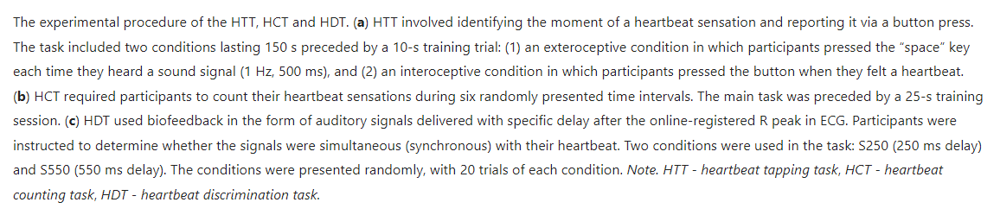 The experimental procedure of the HTT, HCT and HDT. (a) HTT involved identifying the moment of a heartbeat sensation and reporting it via a button press.
The task included two conditions lasting 150 s preceded by a 10-s training trial: (1) an exteroceptive condition in which participants pressed the “space” key
each time they heard a sound signal (1 Hz, 500 ms), and (2) an interoceptive condition in which participants pressed the button when they felt a heartbeat.
(b) HCT required participants to count their heartbeat sensations during six randomly presented time intervals. The main task was preceded by a 25-s training
session. (c) HDT used biofeedback in the form of auditory signals delivered with specific delay after the online-registered R peak in ECG. Participants were
instructed to determine whether the signals were simultaneous (synchronous) with their heartbeat. Two conditions were used in the task: S250 (250 ms delay)
and S550 (550 ms delay). The conditions were presented randomly, with 20 trials of each condition. Note. HTT - heartbeat tapping task, HCT - heartbeat
counting task, HDT - heartbeat discrimination task.